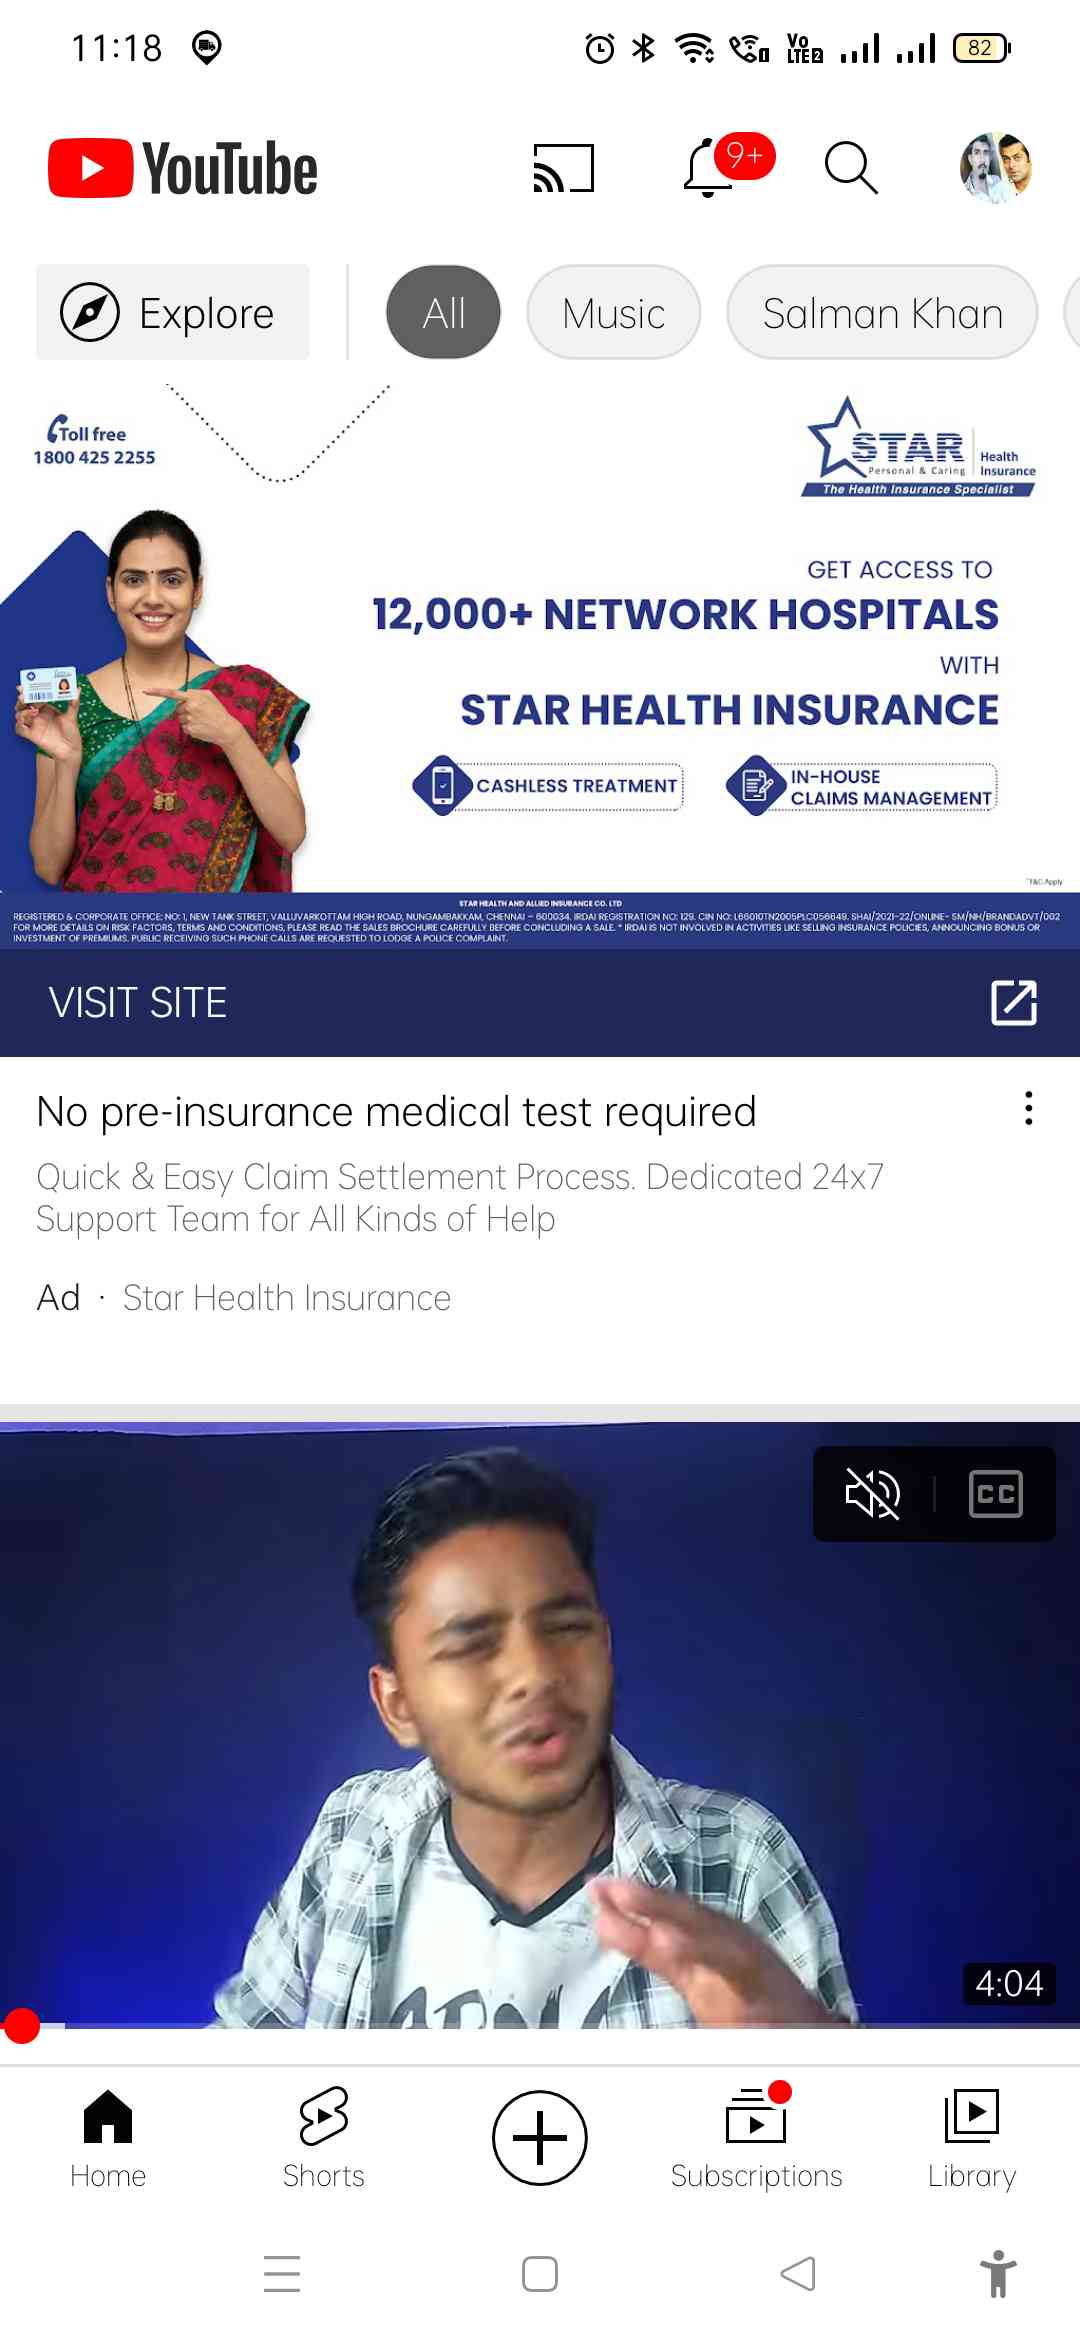 11:18
Vo
LTE2
82
YouTube
9+
Explore
All
Music
Salman Khan
Toll free
1800 425 2255
STAR
Personal & Caring
Health
Insurance
The Health Insurance Specialist
GET ACCESS TO
12,000+ NETWORK HOSPITALS
WITH
STAR HEALTH INSURANCE
CASHLESS TREATMENT
IN-HOUSE
CLAIMS MANAGEMENT
*T&C Apply
STAR HEALTH AND ALLIED INSURANCE CO. LTD
REGISTERED & CORPORATE OFFICE: NO: 1, NEW TANK STREET, VALLUVARKOTTAM HIGH ROAD, NUNGAMBAKKAM, CHENNAI – 600034. IRDAI REGISTRATION NO: 129. CIN NO: L66010TN2005PLC056649. SHAI/2021-22/ONLINE- SM/NH/BRANDADVT/002
FOR MORE DETAILS ON RISK FACTORS, TERMS AND CONDITIONS, PLEASE READ THE SALES BROCHURE CAREFULLY BEFORE CONCLUDING A SALE. * IRDAI IS NOT INVOLVED IN ACTIVITIES LIKE SELLING INSURANCE POLICIES, ANNOUNCING BONUS OR
INVESTMENT OF PREMIUMS. PUBLIC RECEIVING SUCH PHONE CALLS ARE REQUESTED TO LODGE A POLICE COMPLAINT.
VISIT SITE
No pre-insurance medical test required
Quick & Easy Claim Settlement Process. Dedicated 24x7
Support Team for All Kinds of Help
Ad · Star Health Insurance
CC
4:04
Home
Shorts
Subscriptions
Library